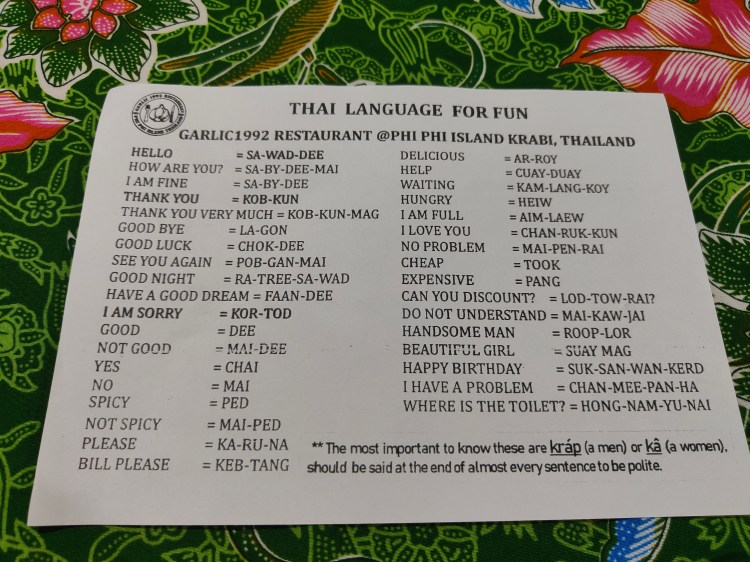 THAI LANGUAGE FOR FUN
GARLIC1992 RESTAURANT @PHI PHI ISLAND KRABI, THAILAND
HELLO = SA-WAD-DEE
HOW ARE YOU? = SA-BY-DEE-MAI
I AM FINE = SA-BY-DEE
THANK YOU = KOB-KUN
THANK YOU VERY MUCH = KOB-KUN-MAG
GOOD BYE = LA-GON
GOOD LUCK = CHOK-DEE
SEE YOU AGAIN = POB-GAN-MAI
GOOD NIGHT = RA-TREE-SA-WAD
HAVE A GOOD DREAM = FAAN-DEE
I AM SORRY = KOR-TOD
GOOD = DEE
NOT GOOD = MAI-DEE
YES = CHAI
NO = MAI
SPICY = PED
NOT SPICY = MAI-PED
PLEASE = KA-RU-NA
BILL PLEASE = KEB-TANG
DELICIOUS = AR-ROY
HELP = CUAY-DUAY
WAITING = KAM-LANG-KOY
HUNGRY = HEIW
I AM FULL = AIM-LAEW
I LOVE YOU = CHAN-RUK-KUN
NO PROBLEM = MAI-PEN-RAI
CHEAP = TOOK
EXPENSIVE = PANG
CAN YOU DISCOUNT? = LOD-TOW-RAI?
DO NOT UNDERSTAND = MAI-KAW-JAI
HANDSOME MAN = ROOP-LOR
BEAUTIFUL GIRL = SUAY MAG
HAPPY BIRTHDAY = SUK-SAN-WAN-KERD
I HAVE A PROBLEM = CHAN-MEE-PAN-HA
WHERE IS THE TOILET? = HONG-NAM-YU-NAI
** The most important to know these are kráp (a men) or kâ (a women),
should be said at the end of almost every sentence to be polite.